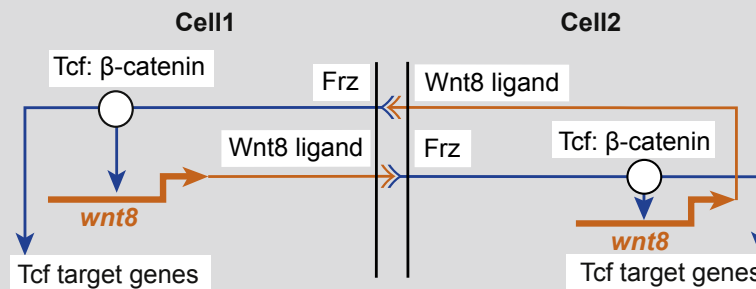 Cell1
Cell2
Tcf: β-catenin
Frz
Wnt8 ligand
Wnt8 ligand
Frz
Tcf: β-catenin
wnt8
wnt8
Tcf target genes
Tcf target genes